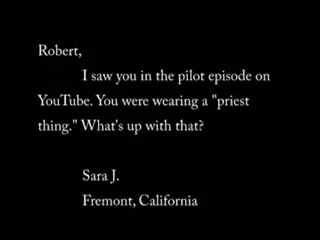 Robert,
I saw you in the pilot episode on
YouTube. You were wearing a "priest
thing." What's up with that?
Sara J.
Fremont, California